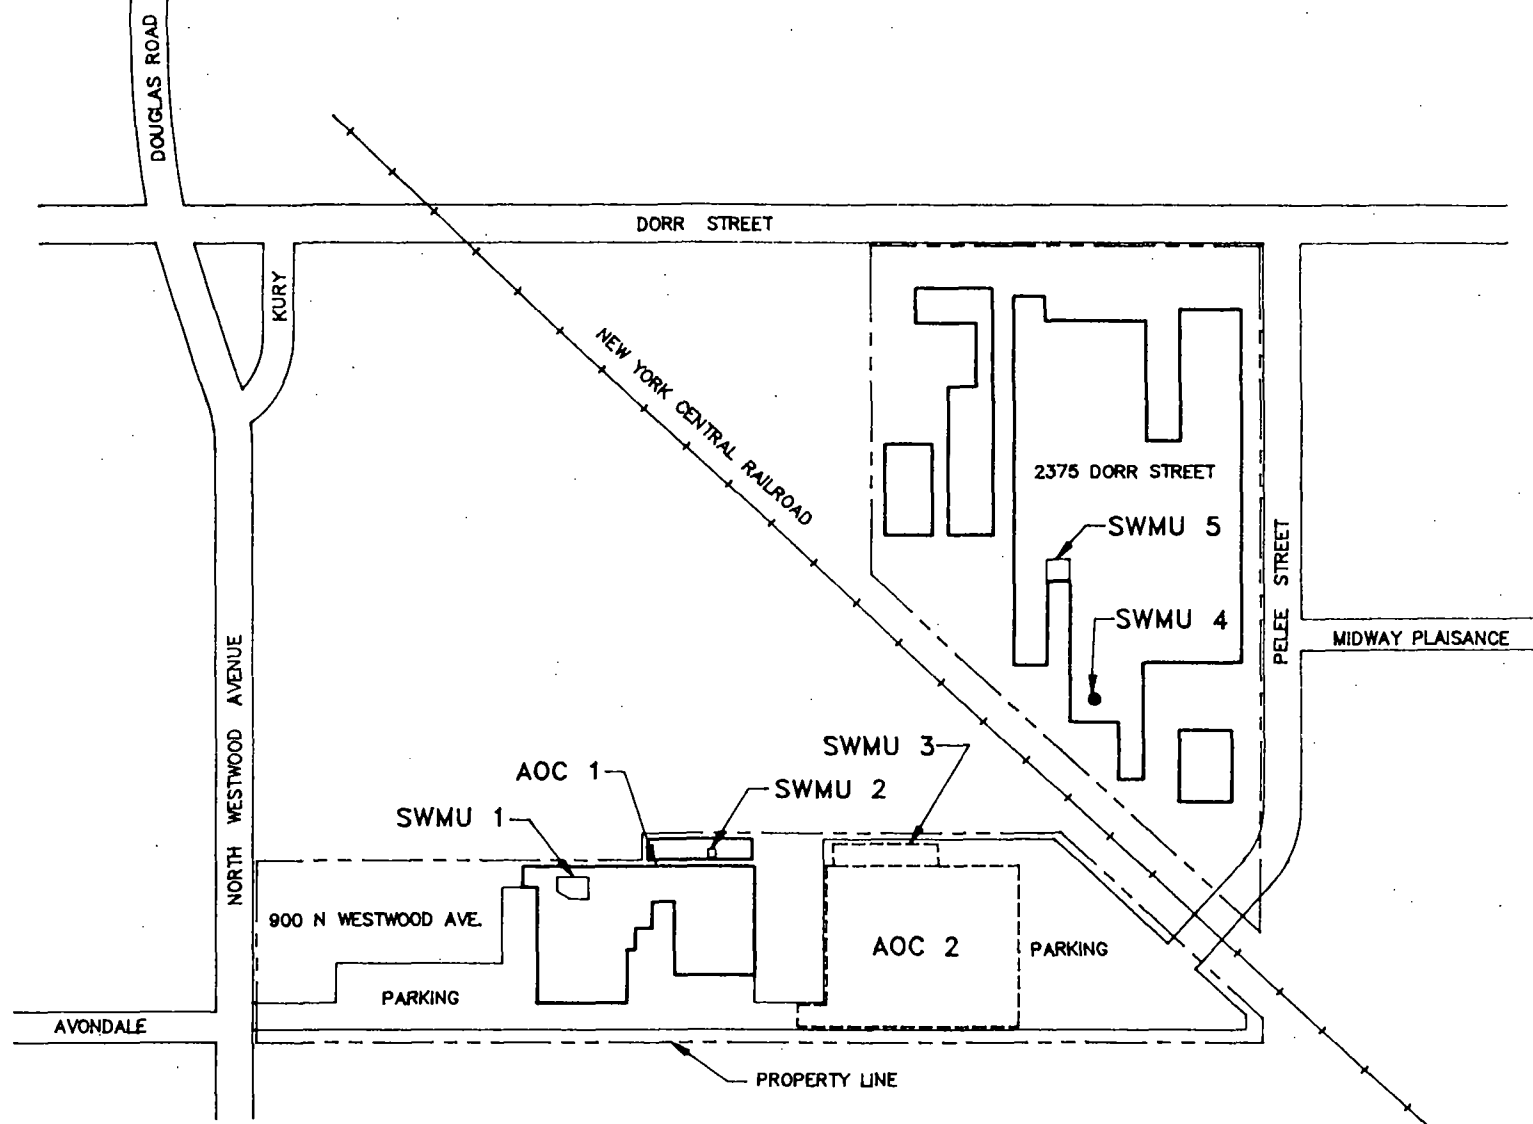 DOUGLAS ROAD
DORR STREET
KURY
NEW YORK CENTRAL RAILROAD
2375 DORR STREET
SWMU 5
PELEE STREET
SWMU 4
MIDWAY PLAISANCE
NORTH WESTWOOD AVENUE
SWMU 3
AOC 1
SWMU 2
SWMU 1
900 N WESTWOOD AVE.
AOC 2
PARKING
PARKING
AVONDALE
PROPERTY LINE